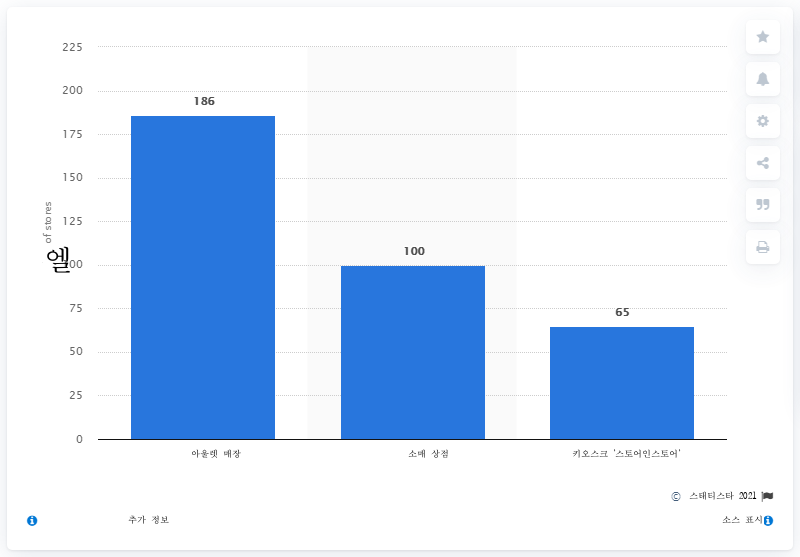 225
200
175
150
125
100
75
50
25
0
엘 of stores
186
100
65
아울렛 매장
소매 상점
키오스크 '스토어인스토어'
© 스태티스타 2021
추가 정보
소스 표시